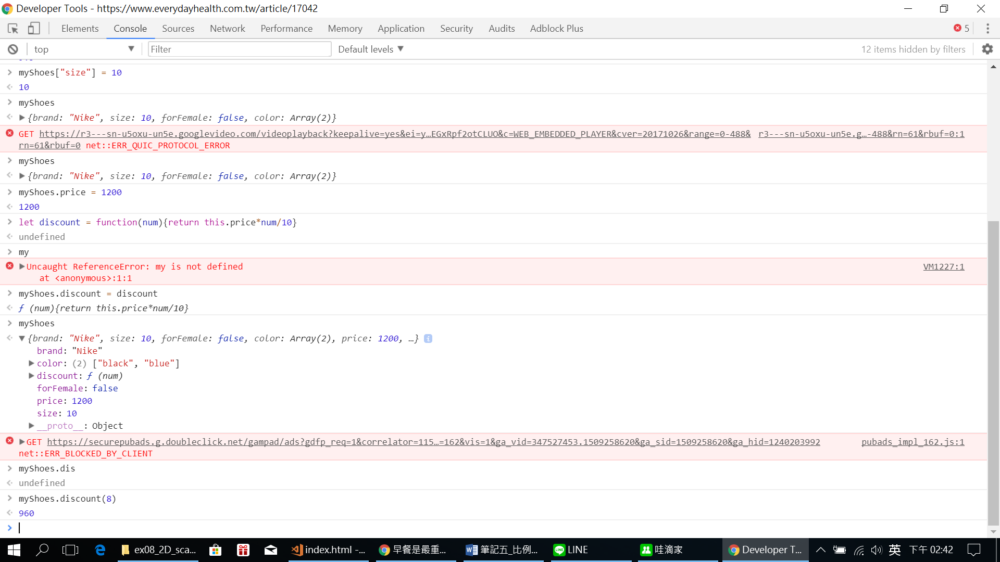 Developer Tools - https://www.everydayhealth.com.tw/article/17042
Elements Console Sources Network Performance Memory Application Security Audits Adblock Plus 5
top Filter Default levels 12 items hidden by filters
myShoes["size"] = 10
10
myShoes
{brand: "Nike", size: 10, forFemale: false, color: Array(2)}
GET https://r3---sn-u5oxu-un5e.googlevideo.com/videoplayback?keepalive=yes&ei=y…EGxRpf2otCLUO&c=WEB_EMBEDDED_PLAYER&cver=20171026&range=0-488& r3---sn-u5oxu-un5e.g…-488&rn=61&rbuf=0:1
rn=61&rbuf=0 net::ERR_QUIC_PROTOCOL_ERROR
myShoes
{brand: "Nike", size: 10, forFemale: false, color: Array(2)}
myShoes.price = 1200
1200
let discount = function(num){return this.price*num/10}
undefined
my
Uncaught ReferenceError: my is not defined VM1227:1
at <anonymous>:1:1
myShoes.discount = discount
ƒ (num){return this.price*num/10}
myShoes
{brand: "Nike", size: 10, forFemale: false, color: Array(2), price: 1200, …} i
brand: "Nike"
color: (2) ["black", "blue"]
discount: ƒ (num)
forFemale: false
price: 1200
size: 10
__proto__: Object
GET https://securepubads.g.doubleclick.net/gampad/ads?gdfp_req=1&correlator=115…=162&vis=1&ga_vid=347527453.1509258620&ga_sid=1509258620&ga_hid=1240203992 pubads_impl_162.js:1
net::ERR_BLOCKED_BY_CLIENT
myShoes.dis
undefined
myShoes.discount(8)
960
ex08_2D_sca... index.html -... 早餐是最重... 筆記五_比例... LINE 哇滴家 Developer T... 英 下午 02:42